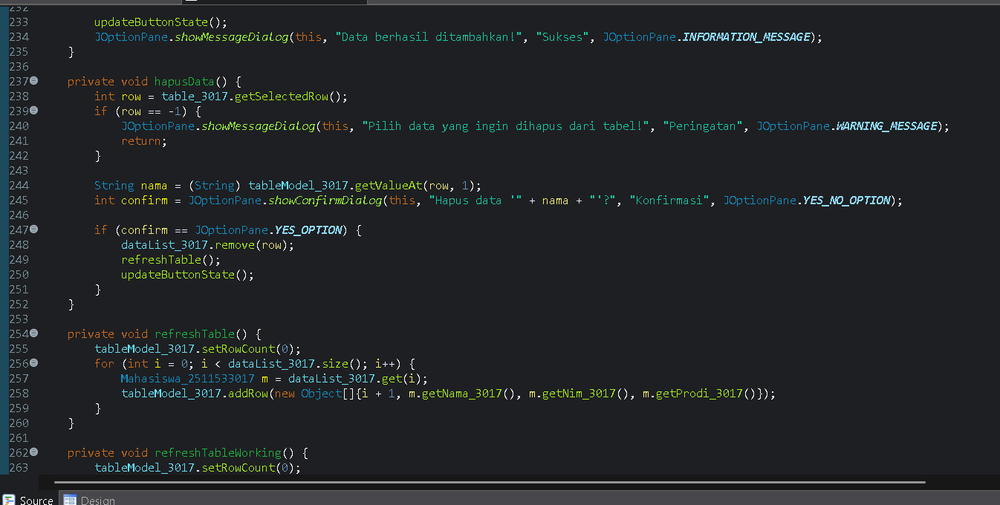 232
233 updateButtonState();
234 JOptionPane.showMessageDialog(this, "Data berhasil ditambahkan!", "Sukses", JOptionPane.INFORMATION_MESSAGE);
235 }
236
237 private void hapusData() {
238 int row = table_3017.getSelectedRow();
239 if (row == -1) {
240 JOptionPane.showMessageDialog(this, "Pilih data yang ingin dihapus dari tabel!", "Peringatan", JOptionPane.WARNING_MESSAGE);
241 return;
242 }
243
244 String nama = (String) tableModel_3017.getValueAt(row, 1);
245 int confirm = JOptionPane.showConfirmDialog(this, "Hapus data '" + nama + "'?", "Konfirmasi", JOptionPane.YES_NO_OPTION);
246
247 if (confirm == JOptionPane.YES_OPTION) {
248 dataList_3017.remove(row);
249 refreshTable();
250 updateButtonState();
251 }
252 }
253
254 private void refreshTable() {
255 tableModel_3017.setRowCount(0);
256 for (int i = 0; i < dataList_3017.size(); i++) {
257 Mahasiswa_2511533017 m = dataList_3017.get(i);
258 tableModel_3017.addRow(new Object[]{i + 1, m.getNama_3017(), m.getNim_3017(), m.getProdi_3017()});
259 }
260 }
261
262 private void refreshTableWorking() {
263 tableModel_3017.setRowCount(0);
Source Design